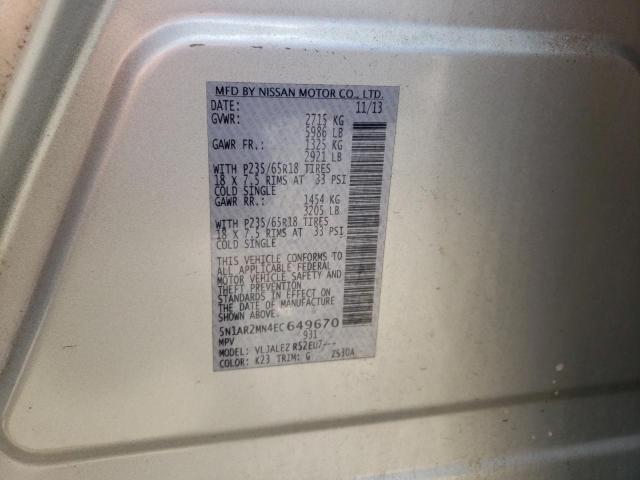 MFD BY NISSAN MOTOR CO., LTD.
DATE: 11/13
GVWR: 2715 KG
5986 LB
GAWR FR.: 1325 KG
2921 LB
WITH P235/65R18 TIRES
18 X 7.5 RIMS AT 33 PSI
COLD SINGLE
GAWR RR.: 1454 KG
3205 LB
WITH P235/65R18 TIRES
18 X 7.5 RIMS AT 33 PSI
COLD SINGLE
THIS VEHICLE CONFORMS TO
ALL APPLICABLE FEDERAL
MOTOR VEHICLE SAFETY AND
THEFT PREVENTION
STANDARDS IN EFFECT ON
THE DATE OF MANUFACTURE
SHOWN ABOVE.
5N1AR2MN4EC649670
MPV 931
MODEL: VLJALEZ R52EU7---
COLOR: K23 TRIM: G ZS30A